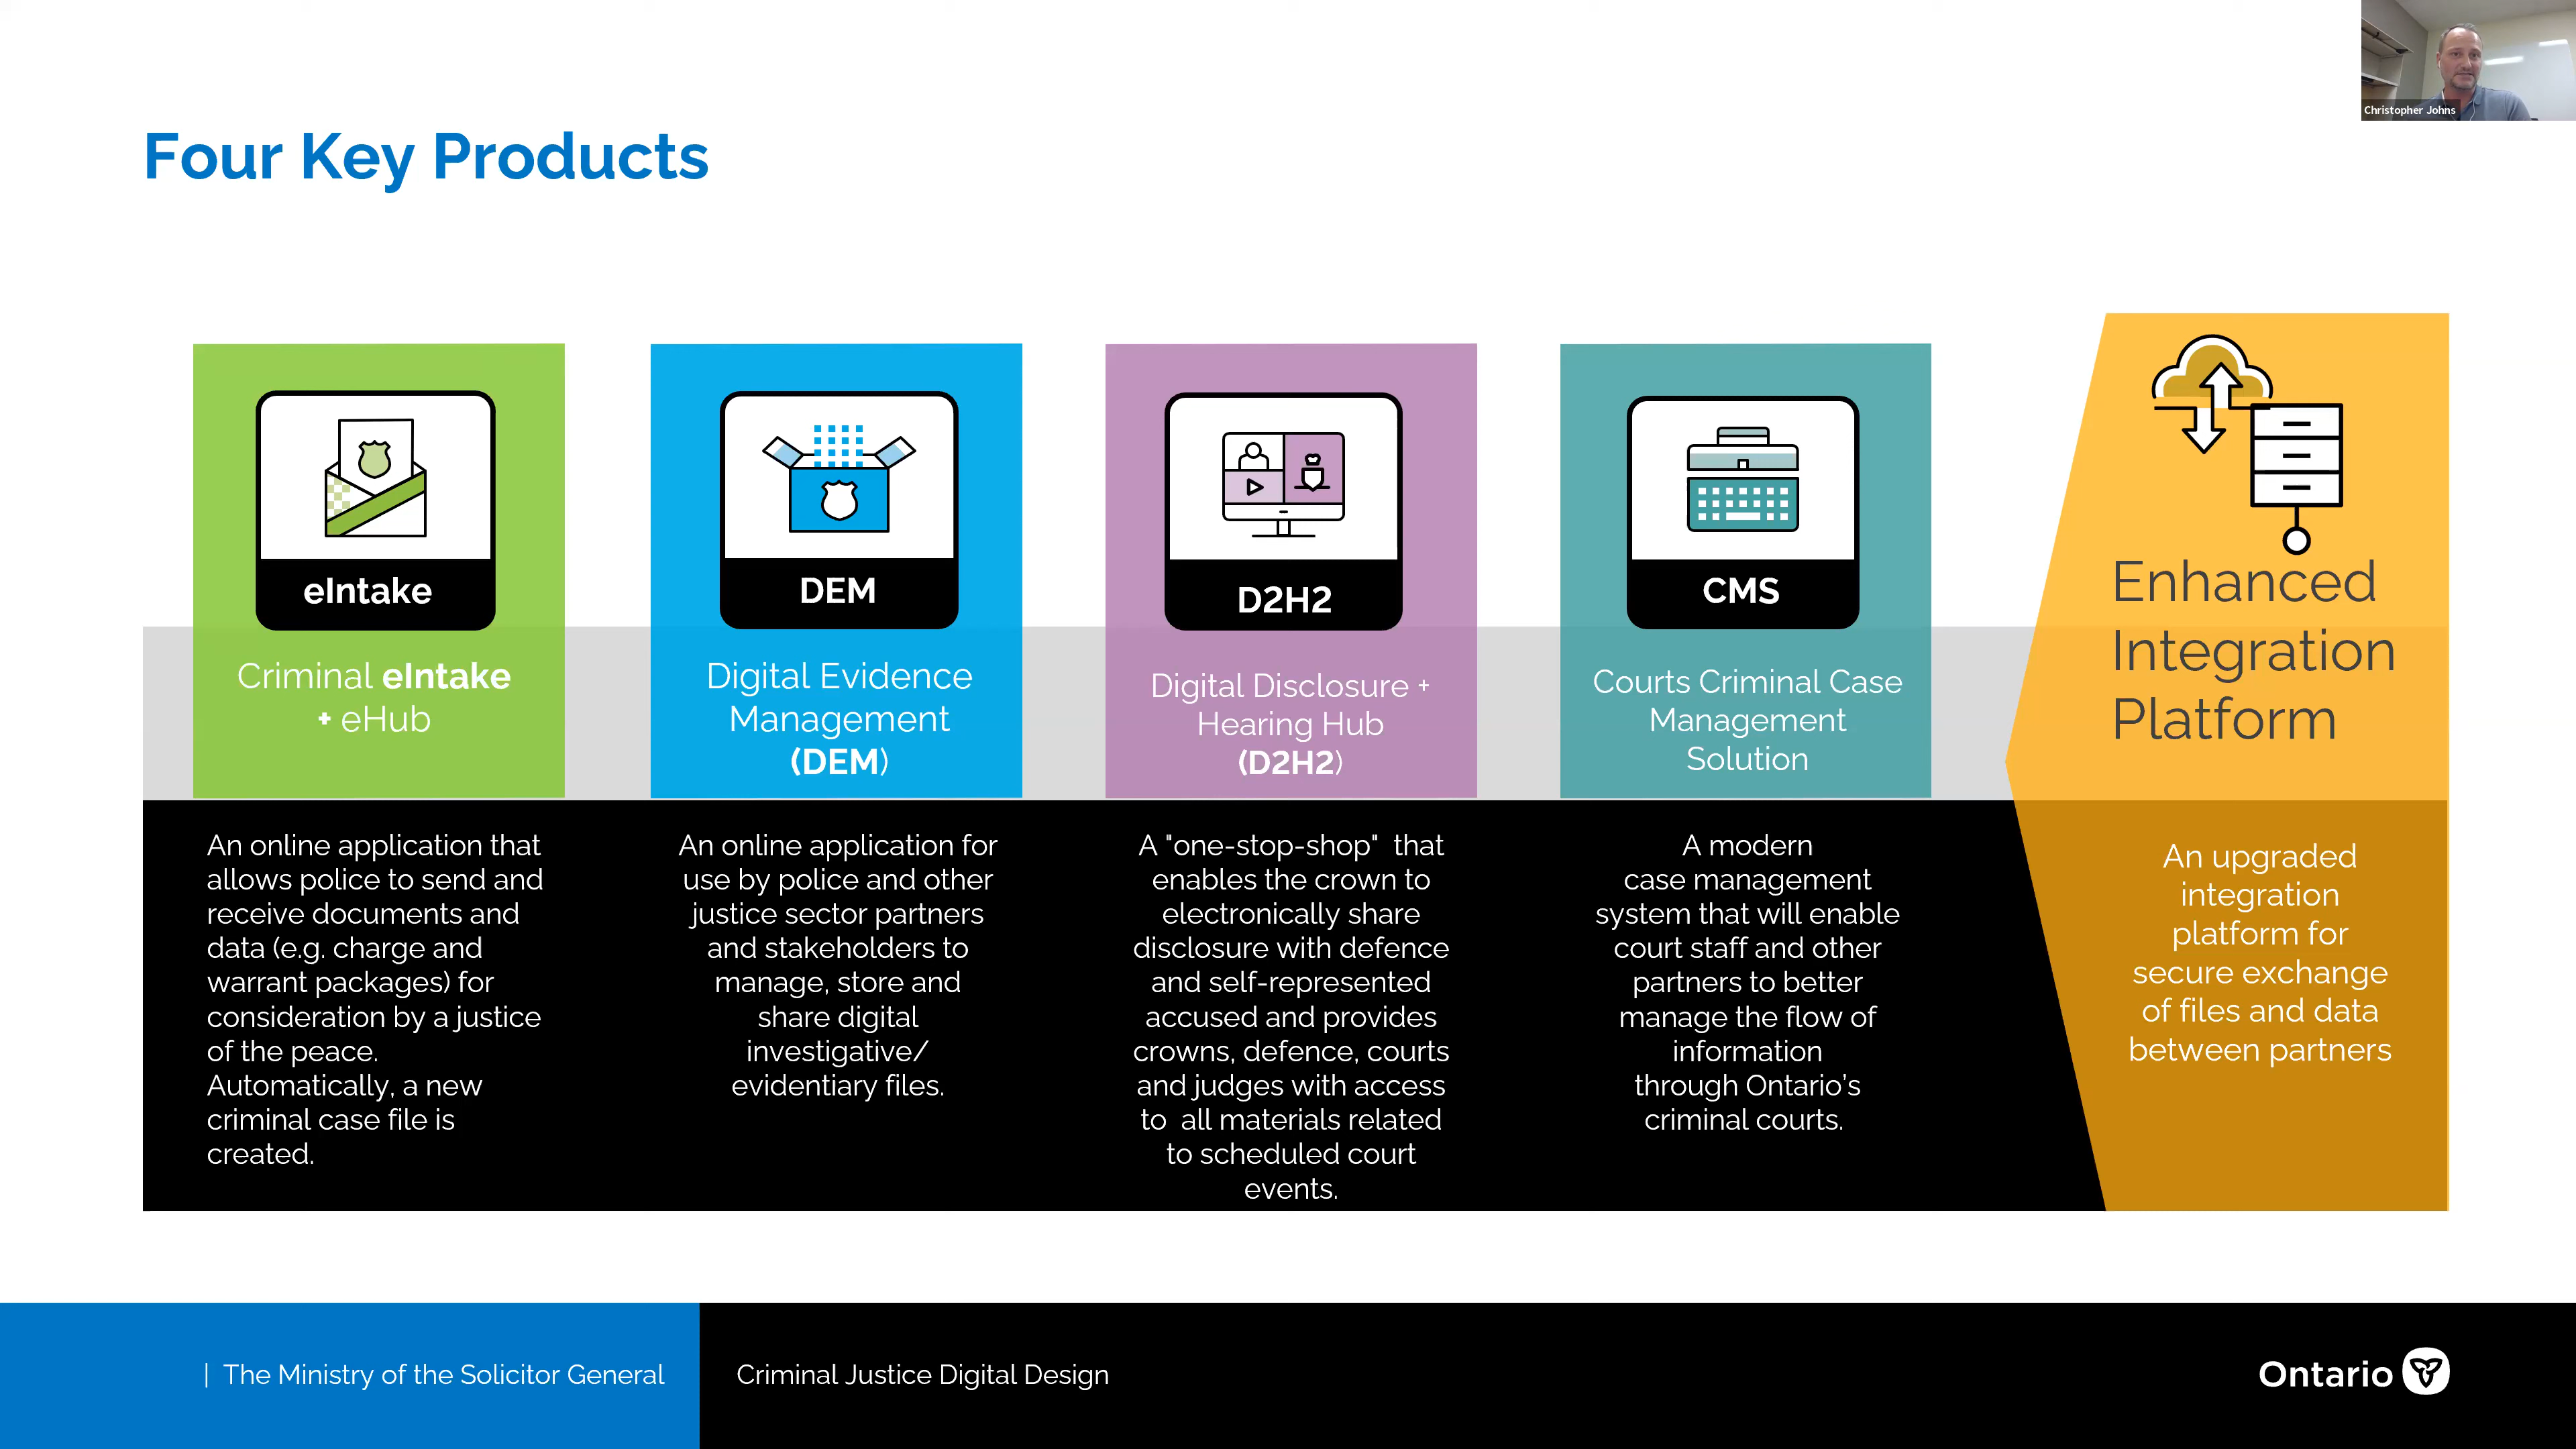 Christopher Johns
Four Key Products
eIntake
Criminal eIntake
+ eHub
An online application that
allows police to send and
receive documents and
data (e.g. charge and
warrant packages) for
consideration by a justice
of the peace.
Automatically, a new
criminal case file is
created.
DEM
Digital Evidence
Management
(DEM)
An online application for
use by police and other
justice sector partners
and stakeholders to
manage, store and
share digital
investigative/
evidentiary files.
D2H2
Digital Disclosure +
Hearing Hub
(D2H2)
A "one-stop-shop" that
enables the crown to
electronically share
disclosure with defence
and self-represented
accused and provides
crowns, defence, courts
and judges with access
to all materials related
to scheduled court
events.
CMS
Courts Criminal Case
Management
Solution
A modern
case management
system that will enable
court staff and other
partners to better
manage the flow of
information
through Ontario's
criminal courts.
Enhanced
Integration
Platform
An upgraded
integration
platform for
secure exchange
of files and data
between partners
| The Ministry of the Solicitor General
Criminal Justice Digital Design
Ontario